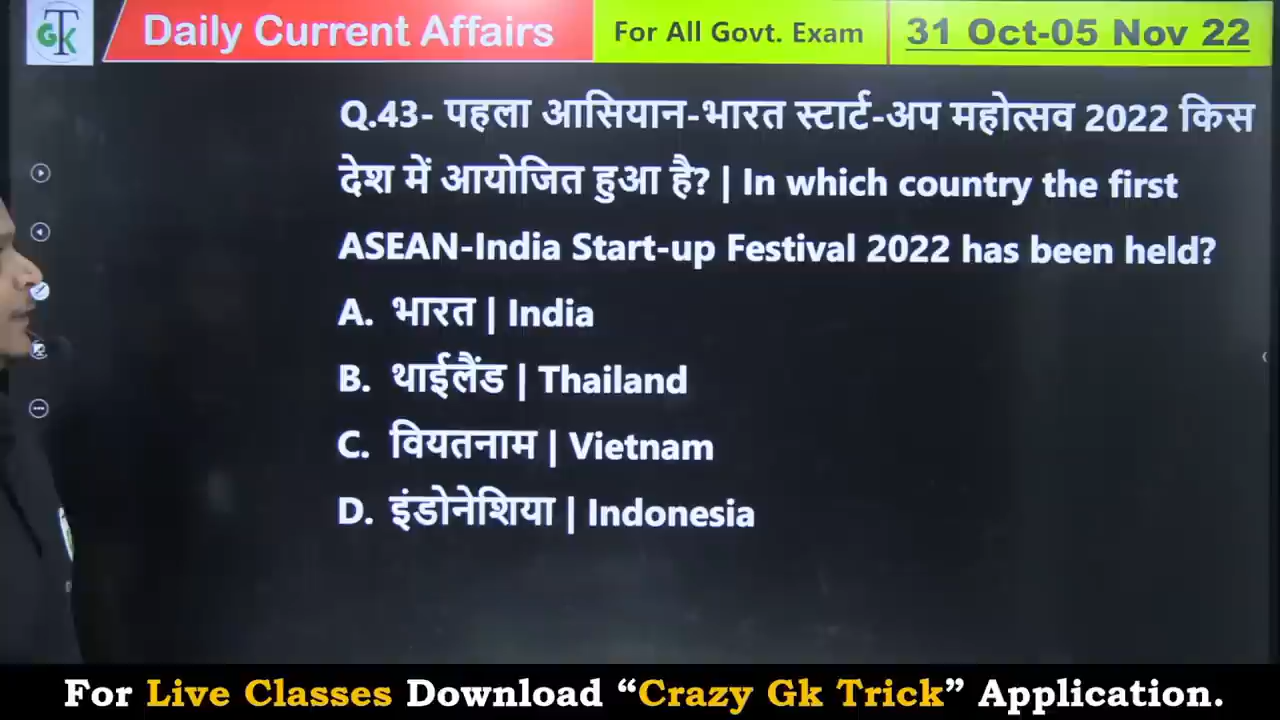 GTK
Daily Current Affairs
For All Govt. Exam
31 Oct-05 Nov 22
Q.43- पहला आसियान-भारत स्टार्ट-अप महोत्सव 2022 किस
देश में आयोजित हुआ है? | In which country the first
ASEAN-India Start-up Festival 2022 has been held?
A. भारत | India
B. थाईलैंड | Thailand
C. वियतनाम | Vietnam
D. इंडोनेशिया | Indonesia
For Live Classes Download “Crazy Gk Trick” Application.